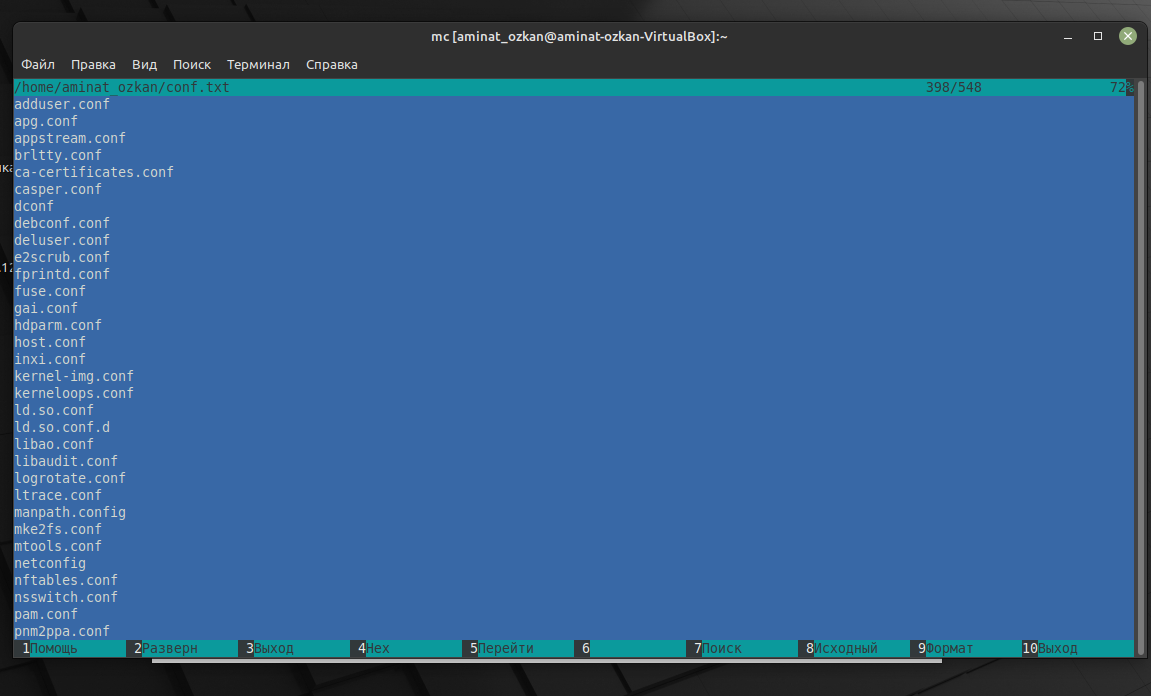 mc [aminat_ozkan@aminat-ozkan-VirtualBox]:~
Файл Правка Вид Поиск Терминал Справка
/home/aminat_ozkan/conf.txt 398/548 72%
adduser.conf
apg.conf
appstream.conf
brltty.conf
ca-certificates.conf
casper.conf
dconf
debconf.conf
deluser.conf
e2scrub.conf
fprintd.conf
fuse.conf
gai.conf
hdparm.conf
host.conf
inxi.conf
kernel-img.conf
kerneloops.conf
ld.so.conf
ld.so.conf.d
libao.conf
libaudit.conf
logrotate.conf
ltrace.conf
manpath.config
mke2fs.conf
mtools.conf
netconfig
nftables.conf
nsswitch.conf
pam.conf
pnm2ppa.conf
1Помощь 2Разверн 3Выход 4Hex 5Перейти 6 7Поиск 8Исходный 9Формат 10Выход